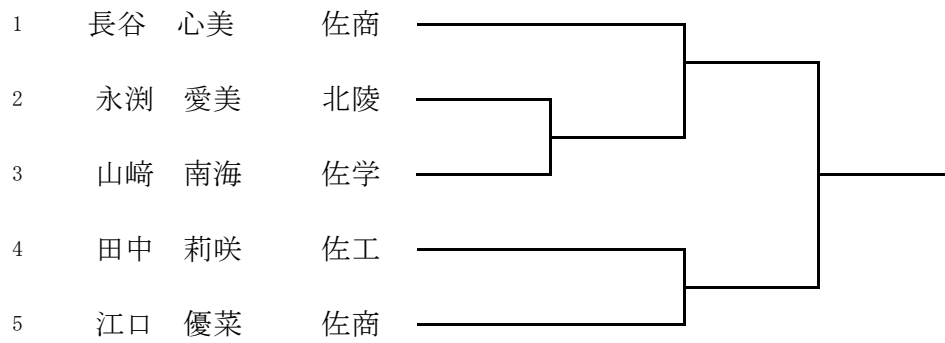 1 長谷 心美 佐商
2 永渕 愛美 北陵
3 山﨑 南海 佐学
4 田中 莉咲 佐工
5 江口 優菜 佐商